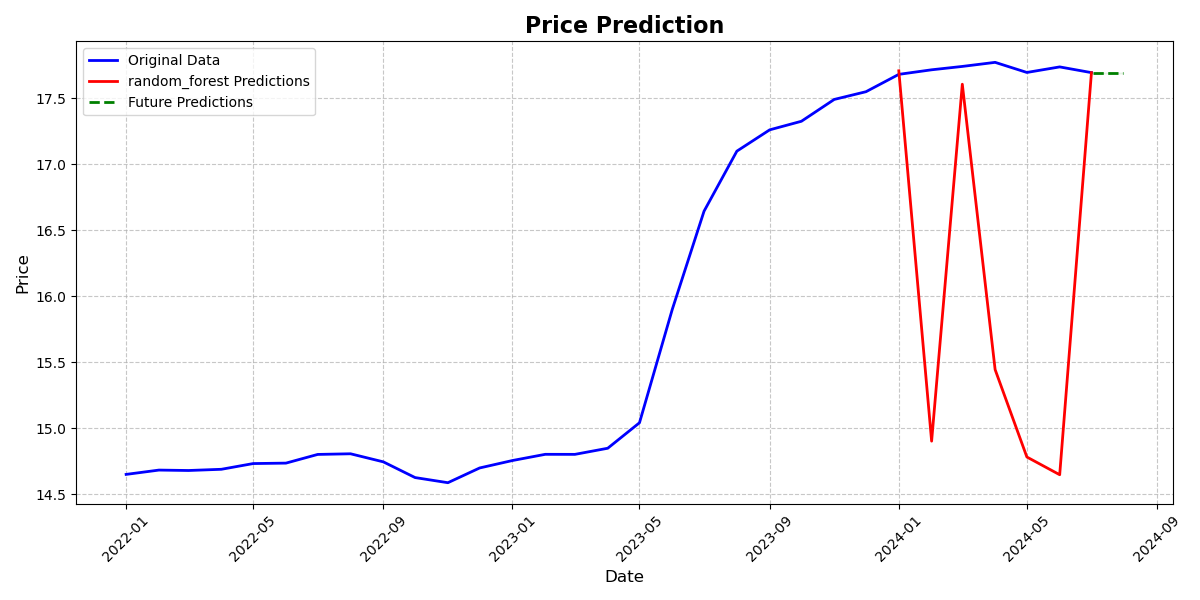 Price Prediction
Original Data
random_forest Predictions
Future Predictions
Price
17.5
17.0
16.5
16.0
15.5
15.0
14.5
2022-01
2022-05
2022-09
2023-01
2023-05
2023-09
2024-01
2024-05
2024-09
Date